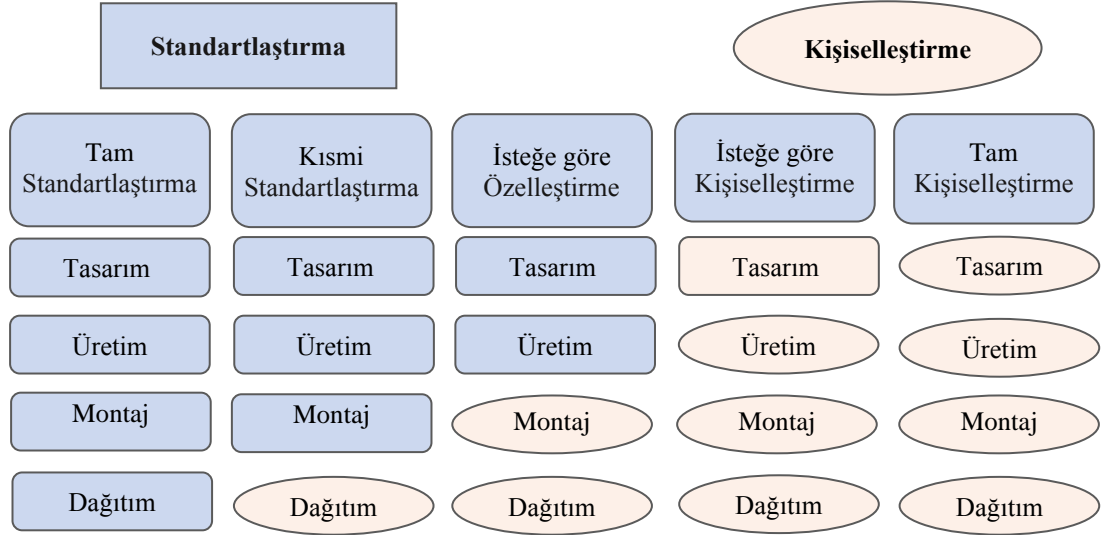 Standartlaştırma
Kişiselleştirme
Tam
Standartlaştırma
Kısmi
Standartlaştırma
İsteğe göre
Özelleştirme
İsteğe göre
Kişiselleştirme
Tam
Kişiselleştirme
Tasarım
Tasarım
Tasarım
Tasarım
Tasarım
Üretim
Üretim
Üretim
Üretim
Üretim
Montaj
Montaj
Montaj
Montaj
Montaj
Dağıtım
Dağıtım
Dağıtım
Dağıtım
Dağıtım